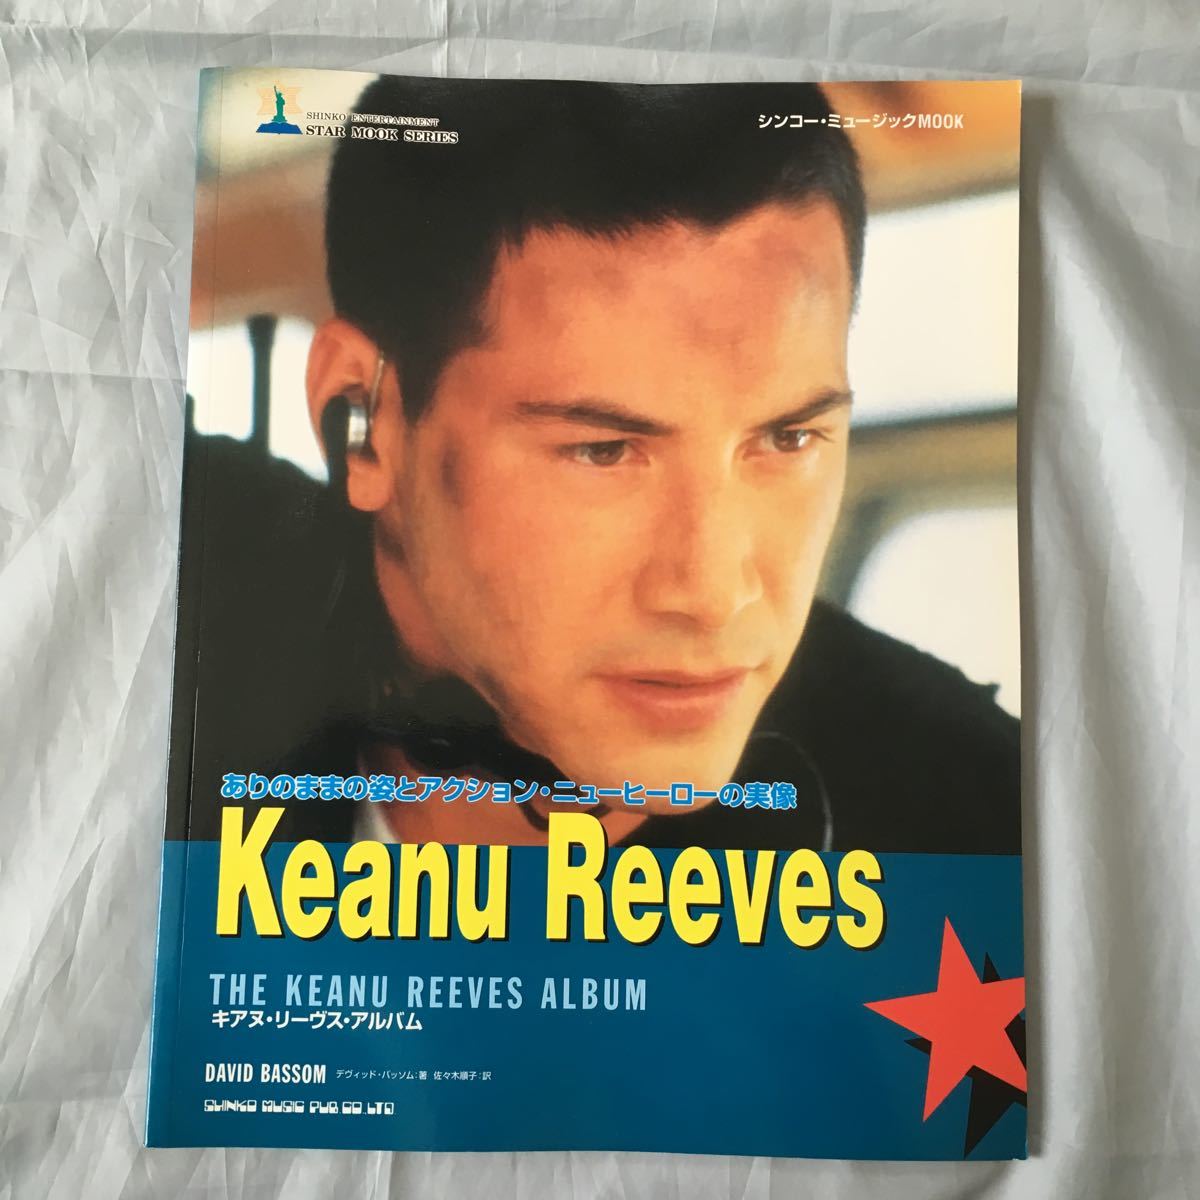 SHINKO ENTERTAINMENT
STAR MOOK SERIES
シンコー・ミュージックMOOK
ありのままの姿とアクション・ニューヒーローの実像
Keanu Reeves
THE KEANU REEVES ALBUM
キアヌ・リーヴス・アルバム
DAVID BASSOM デヴィッド・バッソム:著 佐々木順子:訳
SHINKO MUSIC PUB CO.,LTD.